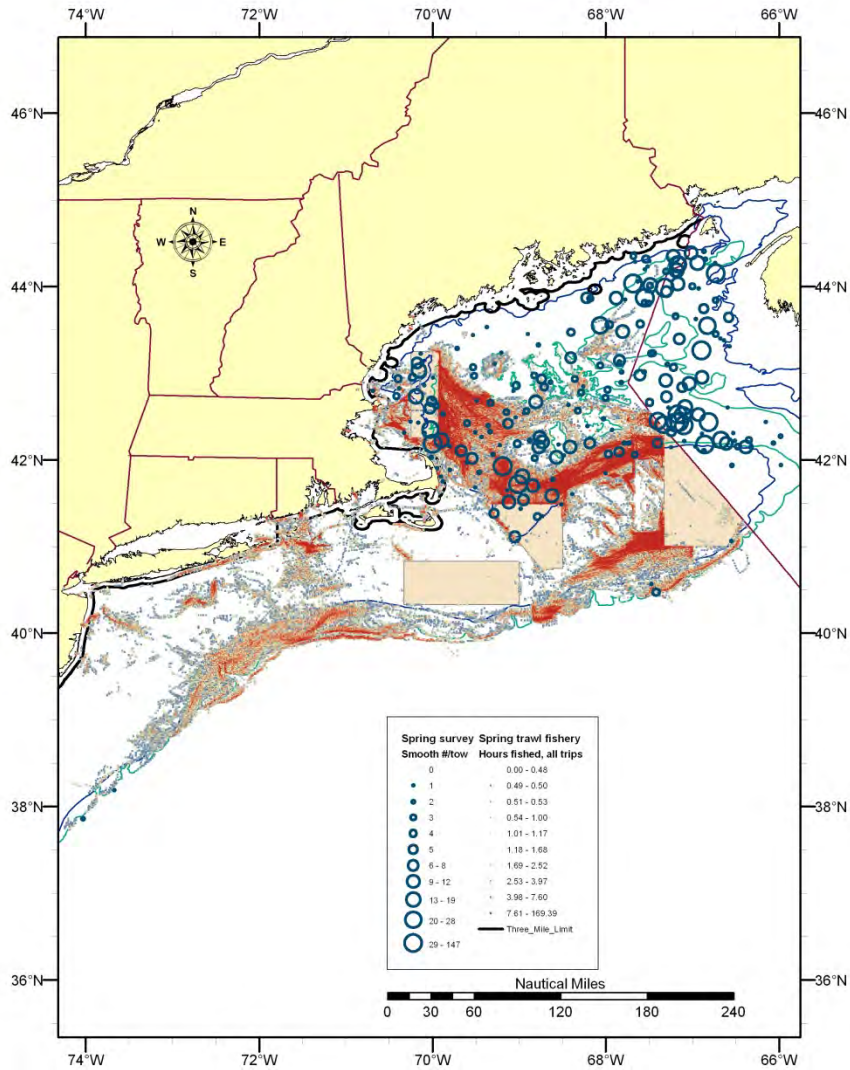 74°W 72°W 70°W 68°W 66°W
46°N 46°N
N
W E
S
44°N 44°N
42°N 42°N
40°N 40°N
Spring survey Spring trawl fishery
Smooth #/tow Hours fished, all trips
0 0.00 - 0.48
1 0.49 - 0.50
2 0.51 - 0.53
3 0.54 - 1.00
4 1.01 - 1.17
5 1.18 - 1.68
6 - 8 1.69 - 2.52
9 - 12 2.53 - 3.97
13 - 19 3.98 - 7.60
20 - 28 7.61 - 169.39
29 - 147 Three_Mile_Limit
38°N 38°N
36°N 36°N
Nautical Miles
0 30 60 120 180 240
74°W 72°W 70°W 68°W 66°W